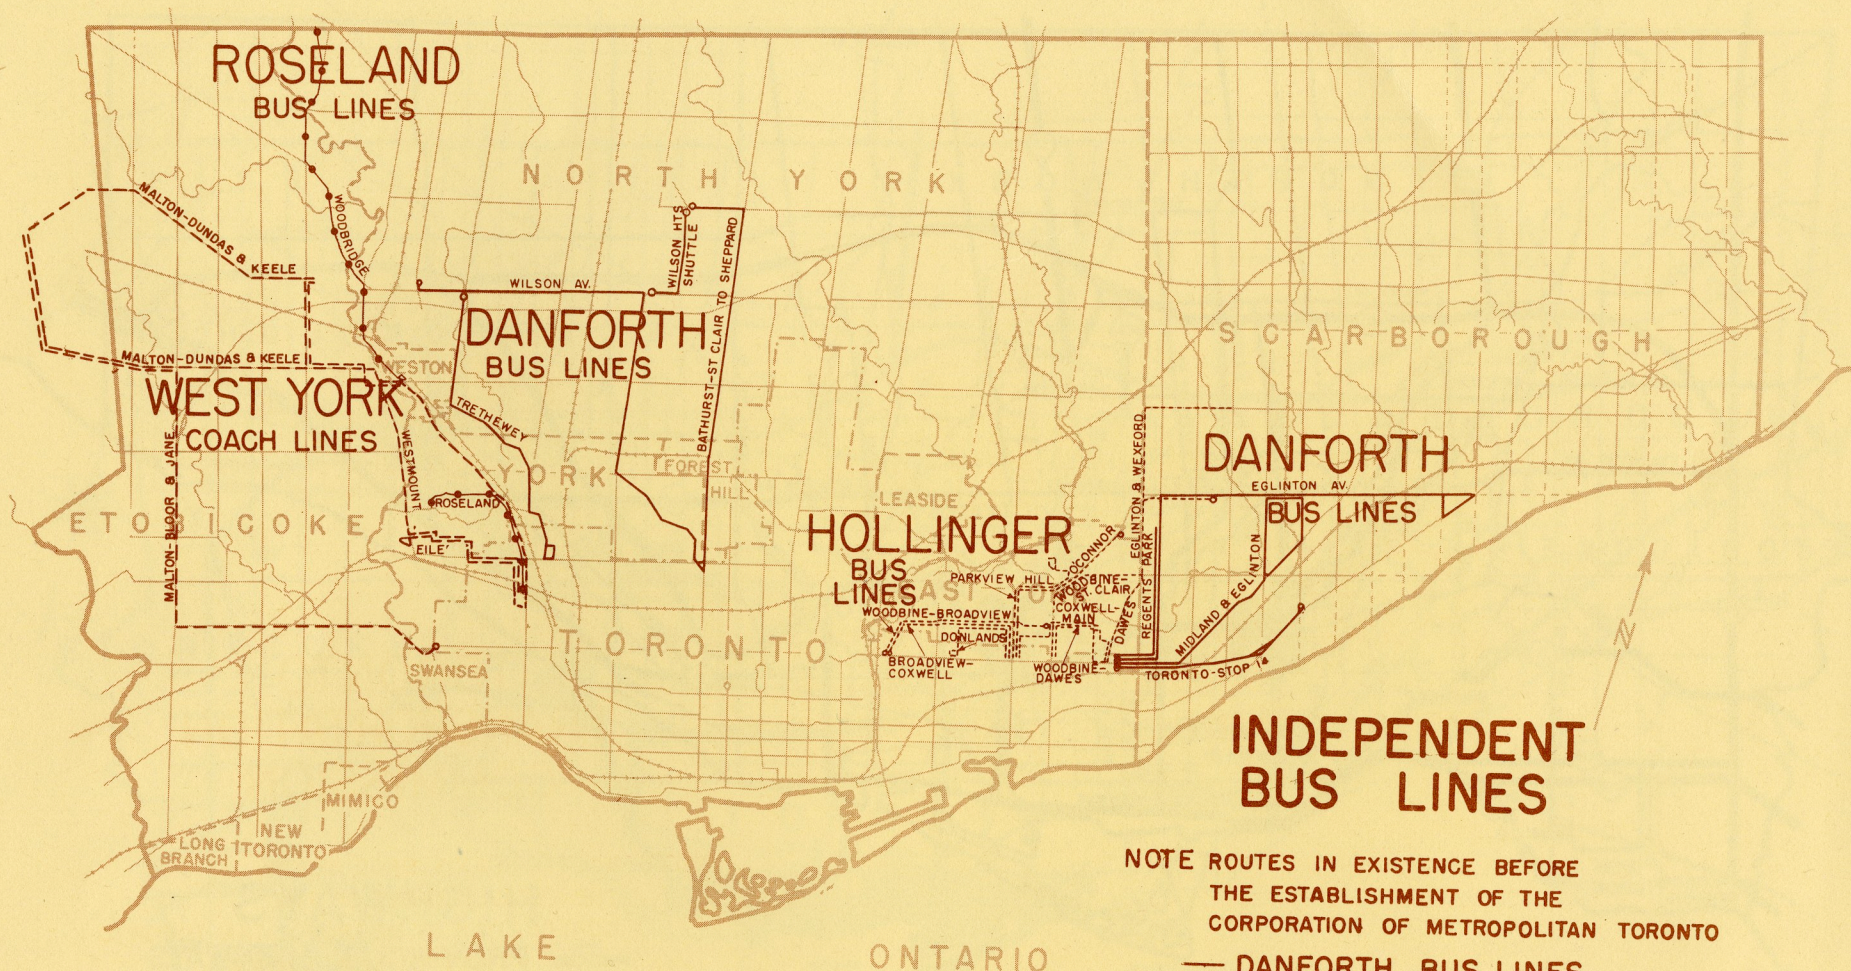 ROSELAND
BUS LINES
NORTH YORK
MALTON-DUNDAS & KEELE
WOODBRIDGE
WILSON HTS
SHUTTLE
BATHURST-ST CLAIR TO SHEPPARD
WILSON AV.
DANFORTH
BUS LINES
SCARBOROUGH
MALTON-DUNDAS & KEELE
WESTON
WEST YORK
COACH LINES
TRETHEWEY
WESTMOUNT
MALTON-BLOOR & JANE
YORK
FOREST
HILL
LEASIDE
ROSELAND
ETOBICOKE
EGLINTON & WEXFORD
DANFORTH
EGLINTON AV.
BUS LINES
HOLLINGER
BUS
LINES
O'CONNOR
REGENTS PARK
MIDLAND & EGLINTON
PARKVIEW HILL
EAST YORK
WOODBINE-
ST. CLAIR
COXWELL-
MAIN
DAWES
WOODBINE-BROADVIEW
DONLANDS
BROADVIEW-
COXWELL
WOODBINE-
DAWES
TORONTO-STOP 14
TORONTO
SWANSEA
N
INDEPENDENT
BUS LINES
MIMICO
NEW
TORONTO
LONG
BRANCH
NOTE ROUTES IN EXISTENCE BEFORE
THE ESTABLISHMENT OF THE
CORPORATION OF METROPOLITAN TORONTO
LAKE ONTARIO
DANFORTH BUS LINES